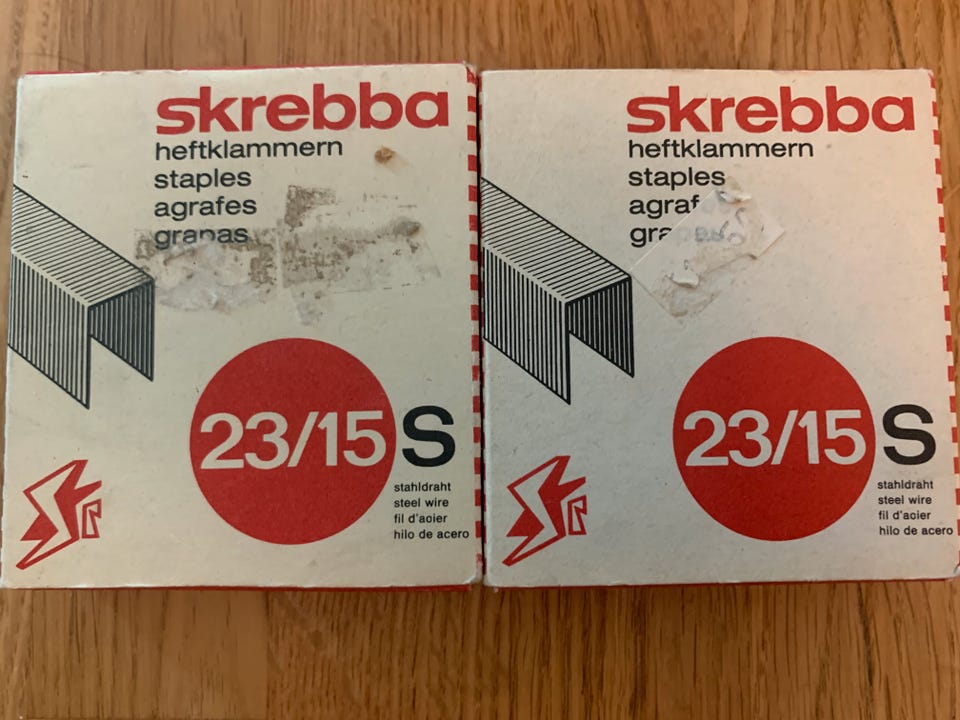 skrebba
heftklammern
staples
agrafes
grapas
23/15 S
stahldraht
steel wire
fil d'acier
hilo de acero
skrebba
heftklammern
staples
23/15 S
stahldraht
steel wire
fil d'acier
hilo de acero